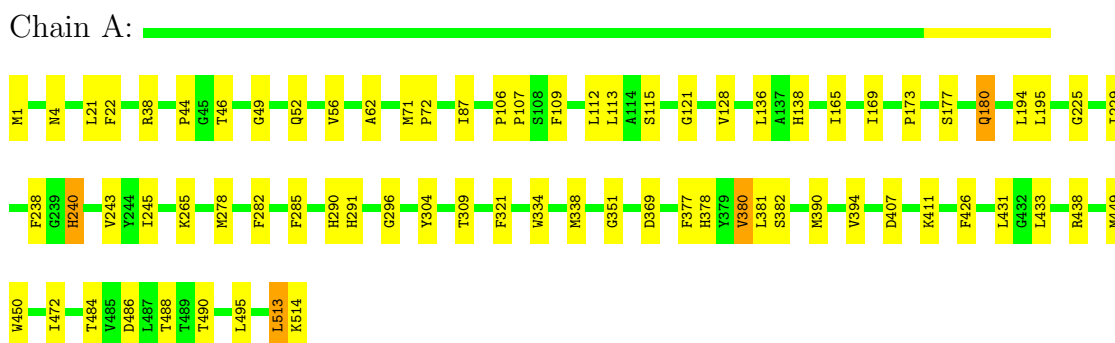 Chain A:
M1 N4 L21 F22 R38 P44 G45 T46 G49 Q52 V56 A62 M71 P72 I87 P106 P107 S108 F109 L112 L113 A114 S115 G121 V128 L136 A137 H138 I165 I169 P173 S177 Q180 L194 L195 G225
F238 G239 H240 V243 Y244 I245 K265 M278 F282 F285 H290 H291 G296 Y304 T309 F321 W334 M338 G351 D369 F377 H378 Y379 V380 L381 S382 M390 V394 D407 K411 F426 L431 G432 L433 R438
W450 I472 T484 V485 D486 L487 T488 T489 T490 L495 L513 K514